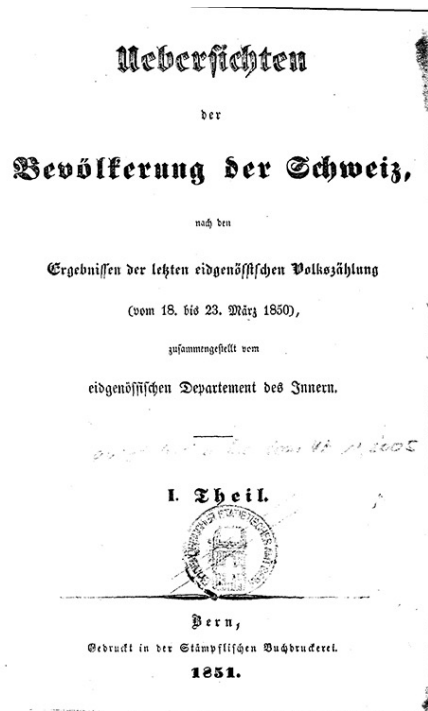 Uebersichten
der
Bevölkerung der Schweiz,
nach den
Ergebnissen der letzten eidgenössischen Volkszählung
(vom 18. bis 23. März 1850),
zusammengestellt vom
eidgenössischen Departement des Innern.
I. Theil.
Bern,
Gedruckt in der Stämpflischen Buchdruckerei.
1851.